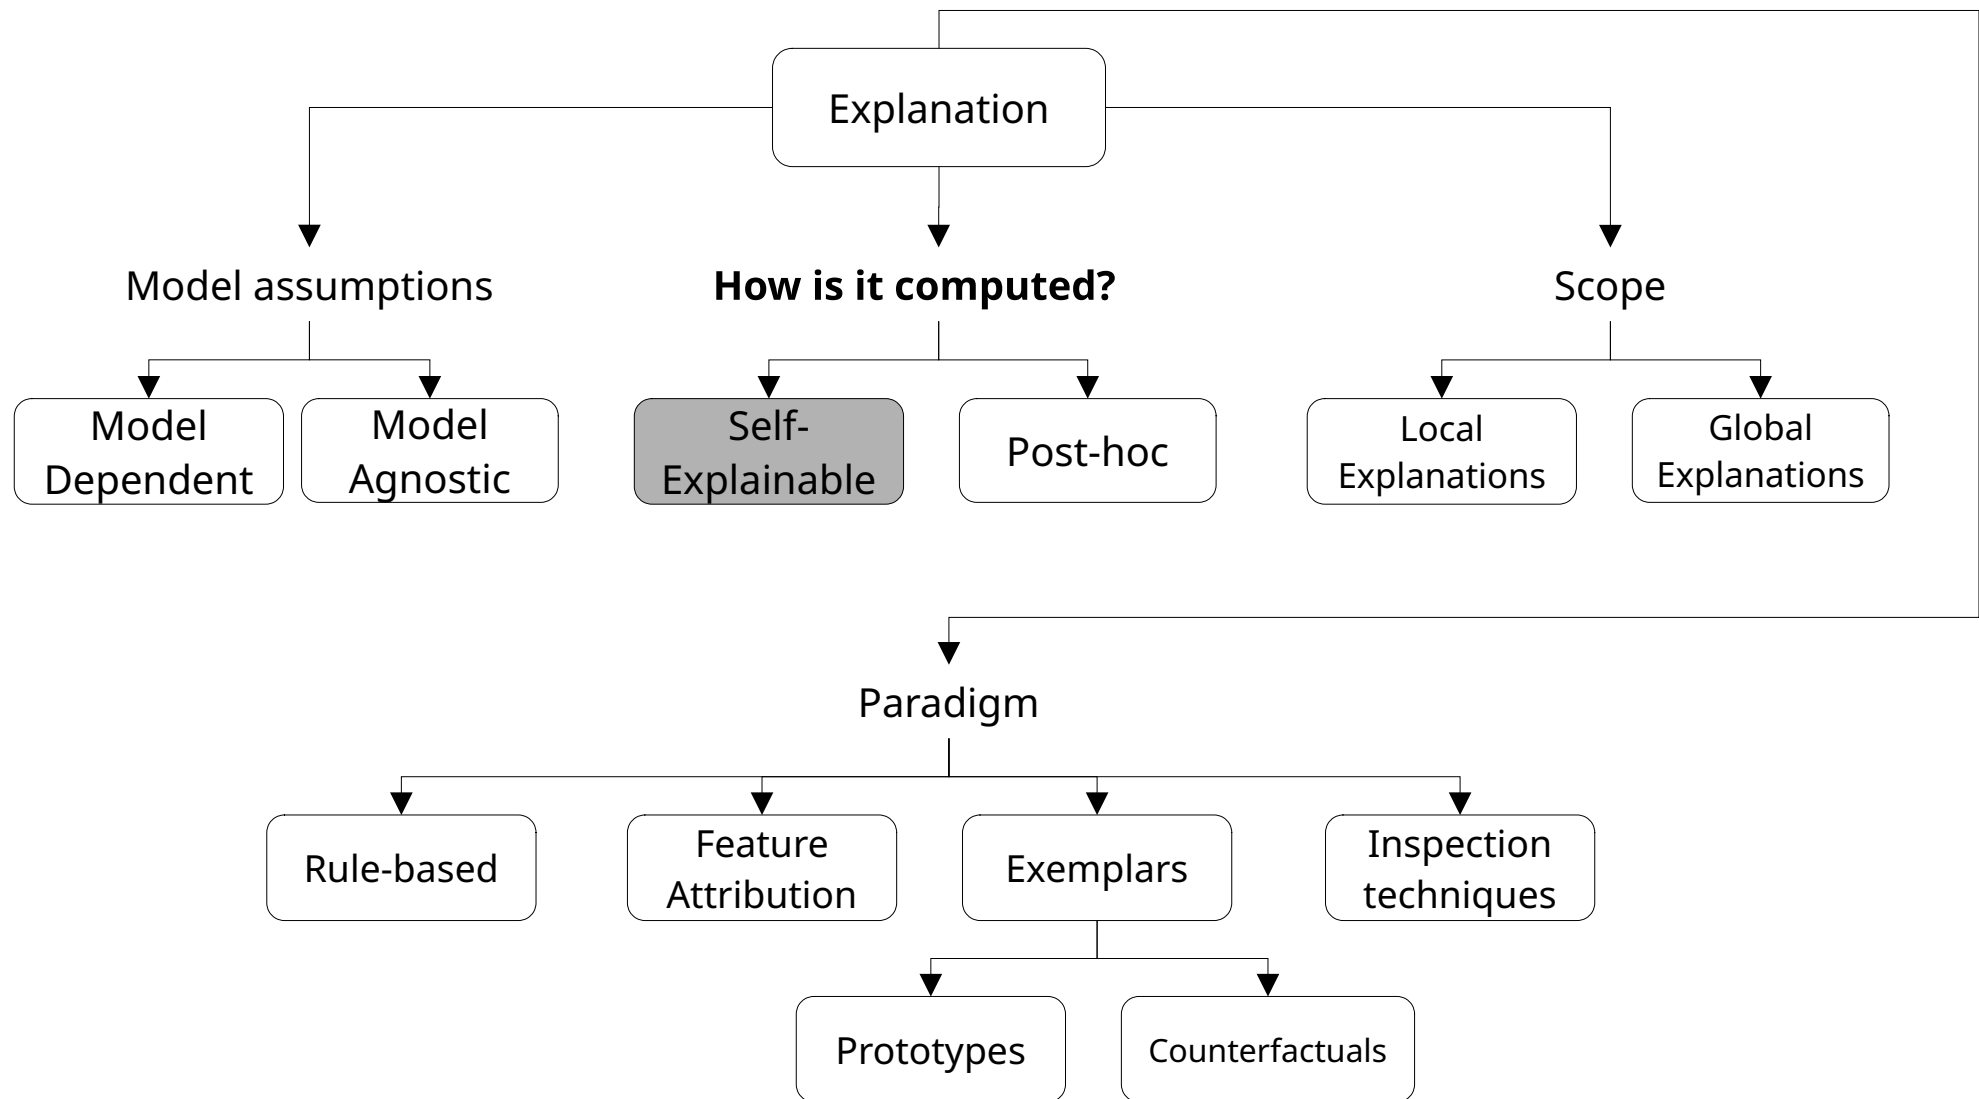 Explanation
Model assumptions
How is it computed?
Scope
Model
Dependent
Model
Agnostic
Self-
Explainable
Post-hoc
Local
Explanations
Global
Explanations
Paradigm
Rule-based
Feature
Attribution
Exemplars
Inspection
techniques
Prototypes
Counterfactuals